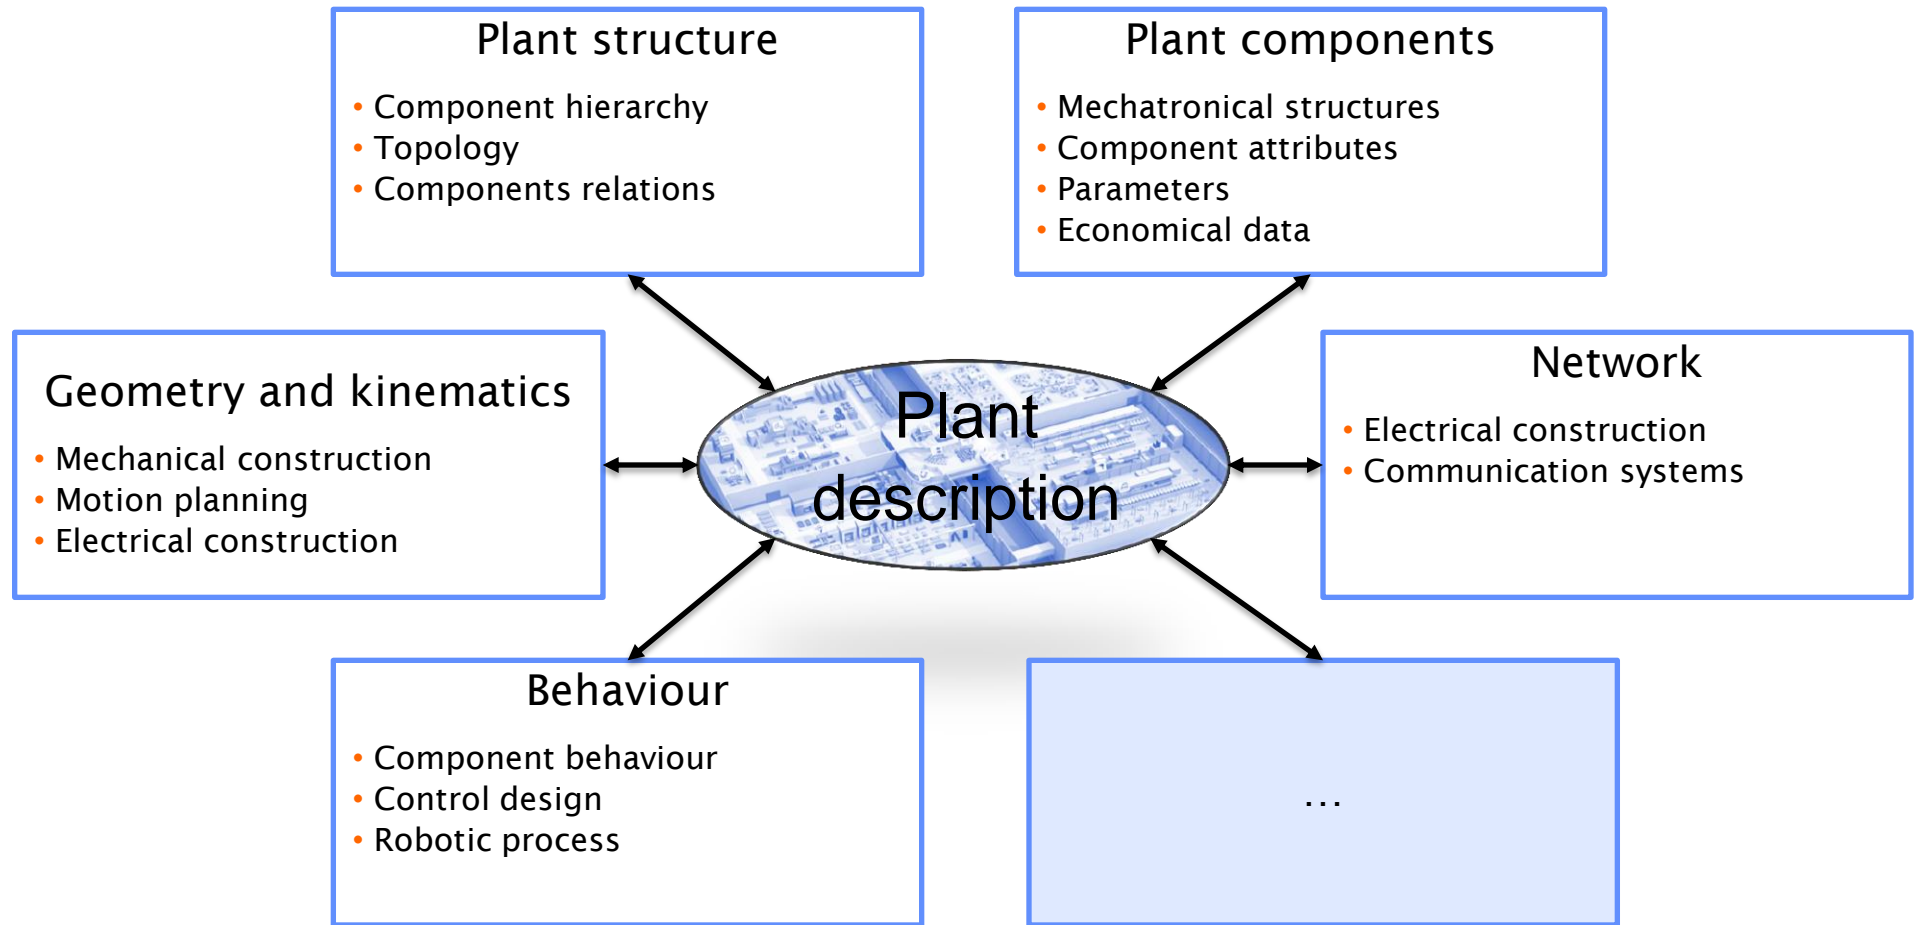 Plant structure
• Component hierarchy
• Topology
• Components relations
Plant components
• Mechatronical structures
• Component attributes
• Parameters
• Economical data
Geometry and kinematics
• Mechanical construction
• Motion planning
• Electrical construction
Plant
description
Network
• Electrical construction
• Communication systems
Behaviour
• Component behaviour
• Control design
• Robotic process
…